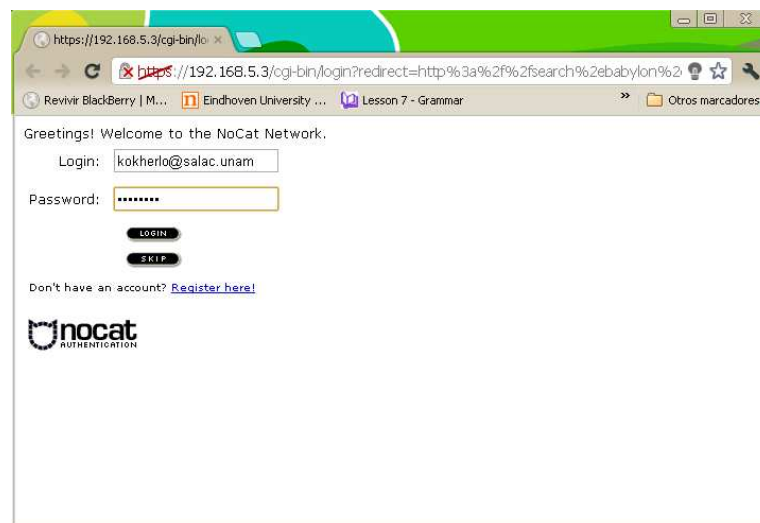 https://192.168.5.3/cgi-bin/lo
https://192.168.5.3/cgi-bin/login?redirect=http%3a%2f%2fsearch%2ebabylon%2
Revivir BlackBerry | M... Eindhoven University ... Lesson 7 - Grammar » Otros marcadores
Greetings! Welcome to the NoCat Network.
Login: kokherlo@salac.unam
Password: ••••••••
LOGIN
SKIP
Don't have an account? Register here!
nocat
AUTHENTICATION